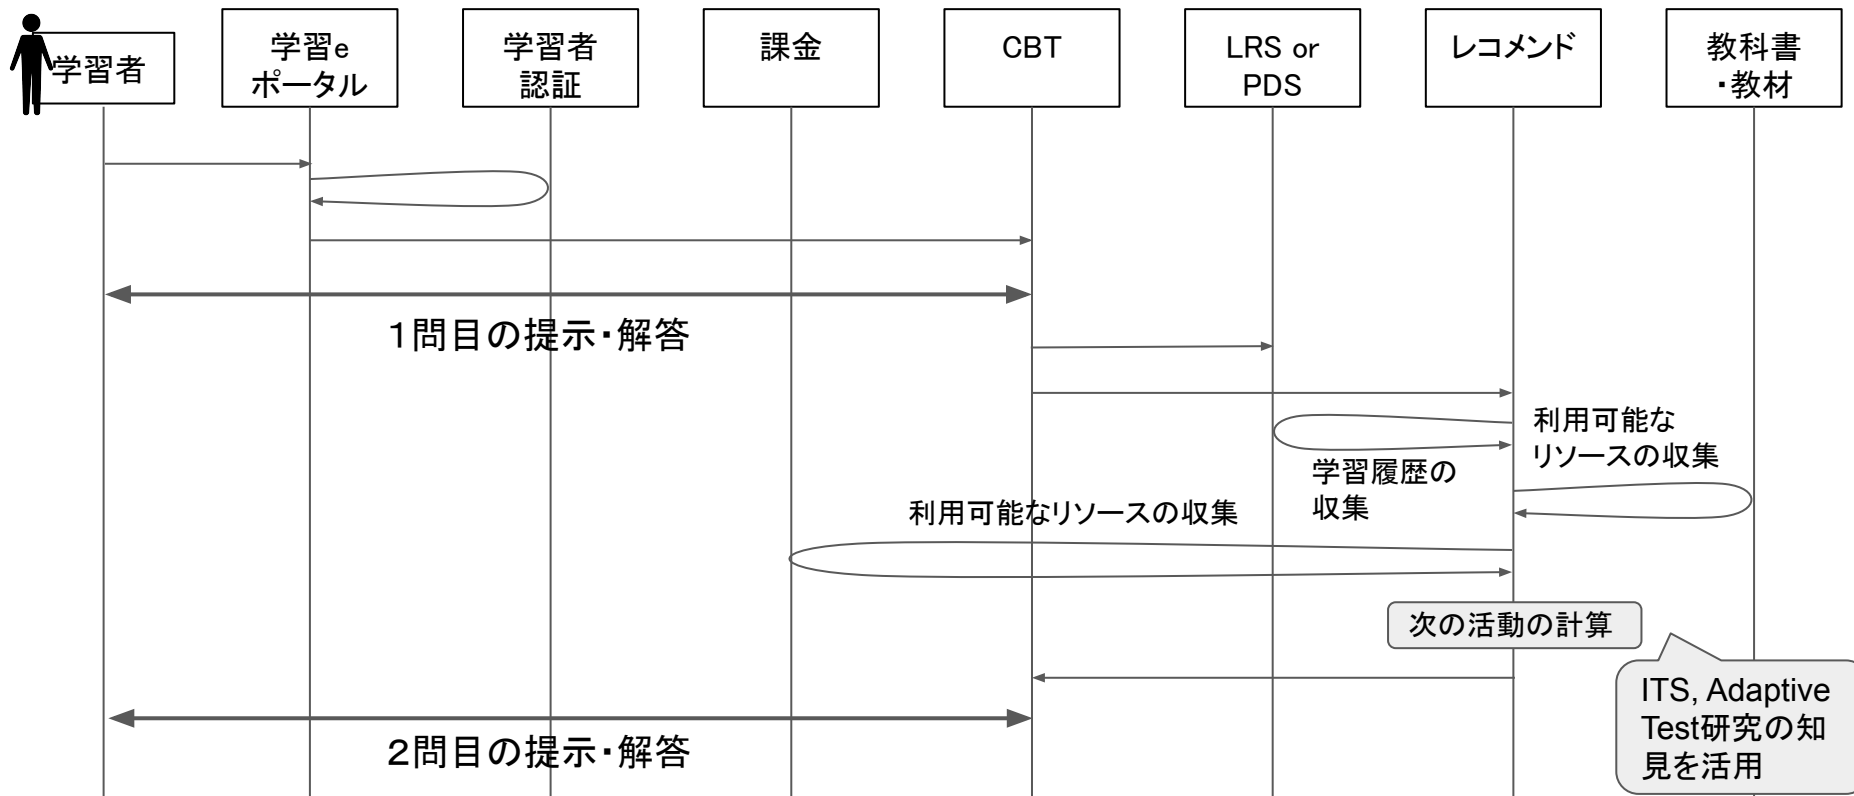 学習者
学習e
ポータル
学習者
認証
課金
CBT
LRS or
PDS
レコメンド
教科書
・教材
1問目の提示・解答
利用可能な
リソースの収集
学習履歴の
収集
利用可能なリソースの収集
次の活動の計算
ITS, Adaptive
Test研究の知
見を活用
2問目の提示・解答